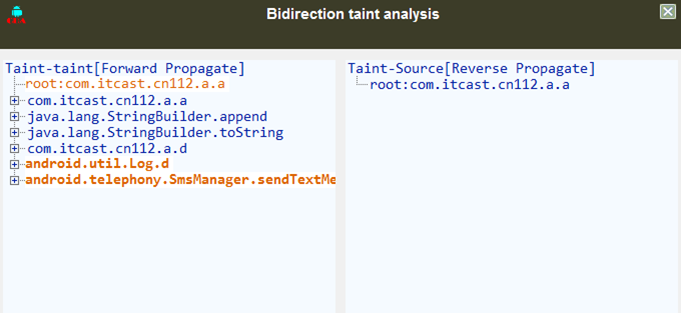 Bidirection taint analysis
GDA
Taint-taint[Forward Propagate]
root:com.itcast.cn112.a.a
com.itcast.cn112.a.a
java.lang.StringBuilder.append
java.lang.StringBuilder.toString
com.itcast.cn112.a.d
android.util.Log.d
android.telephony.SmsManager.sendTextMe
Taint-Source[Reverse Propagate]
root:com.itcast.cn112.a.a